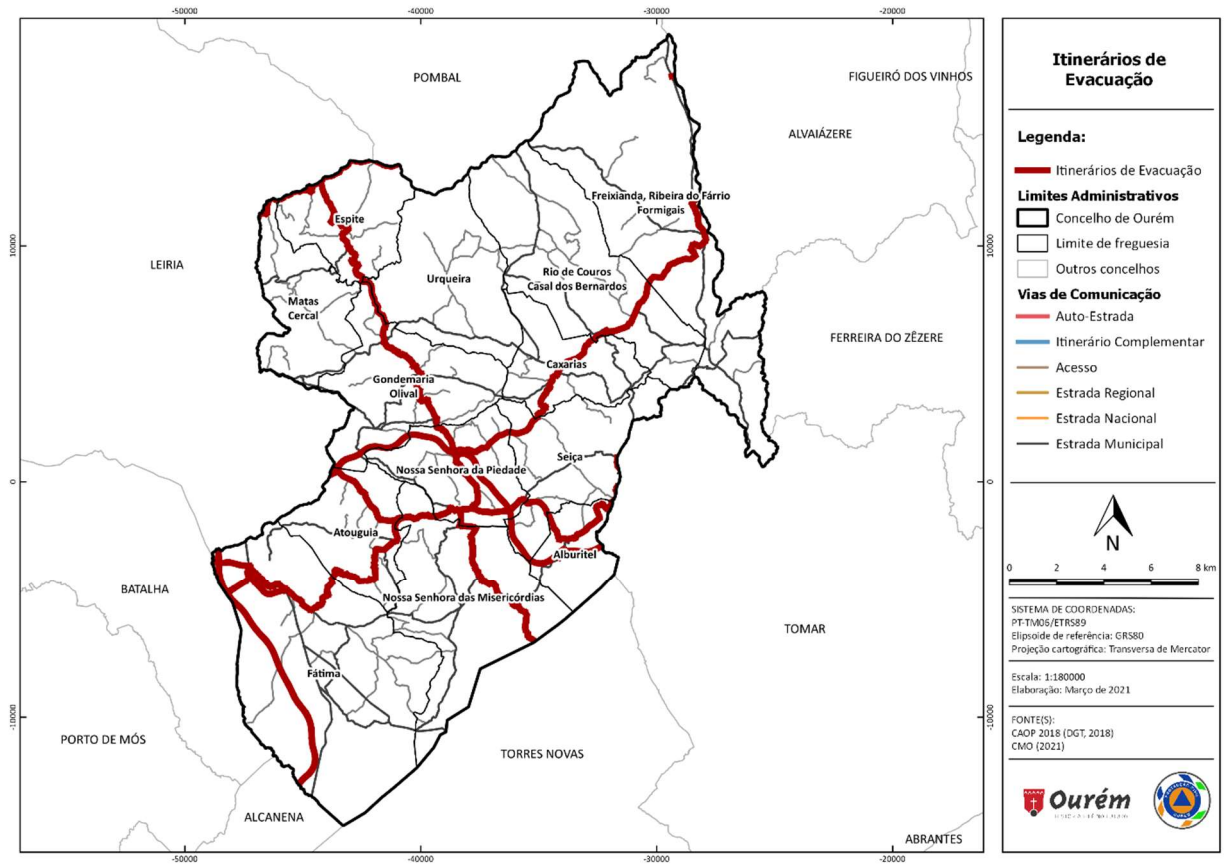 -50000
-40000
-30000
-20000
POMBAL
FIGUEIRÓ DOS VINHOS
ALVAIÁZERE
Freixianda, Ribeira do Fárrio
Formigais
Espite
10000
10000
LEIRIA
Urqueira
Rio de Couros
Casal dos Bernardos
Matas
Cercal
FERREIRA DO ZÊZERE
Caxarias
Gondemaria
Olival
Seiça
Nossa Senhora da Piedade
0
0
Atouguia
Alburitel
BATALHA
Nossa Senhora das Misericórdias
TOMAR
Fátima
-10000
-10000
PORTO DE MÓS
TORRES NOVAS
ALCANENA
ABRANTES
-50000
-40000
-30000
-20000
Itinerários de
Evacuação
Legenda:
Itinerários de Evacuação
Limites Administrativos
Concelho de Ourém
Limite de freguesia
Outros concelhos
Vias de Comunicação
Auto-Estrada
Itinerário Complementar
Acesso
Estrada Regional
Estrada Nacional
Estrada Municipal
N
0 2 4 6 8 km
SISTEMA DE COORDENADAS:
PT-TM06/ETRS89
Elipsoide de referência: GRS80
Projeção cartográfica: Transversa de Mercator
Escala: 1:180000
Elaboração: Março de 2021
FONTE(S):
CAOP 2018 (DGT, 2018)
CMO (2021)
Ourém